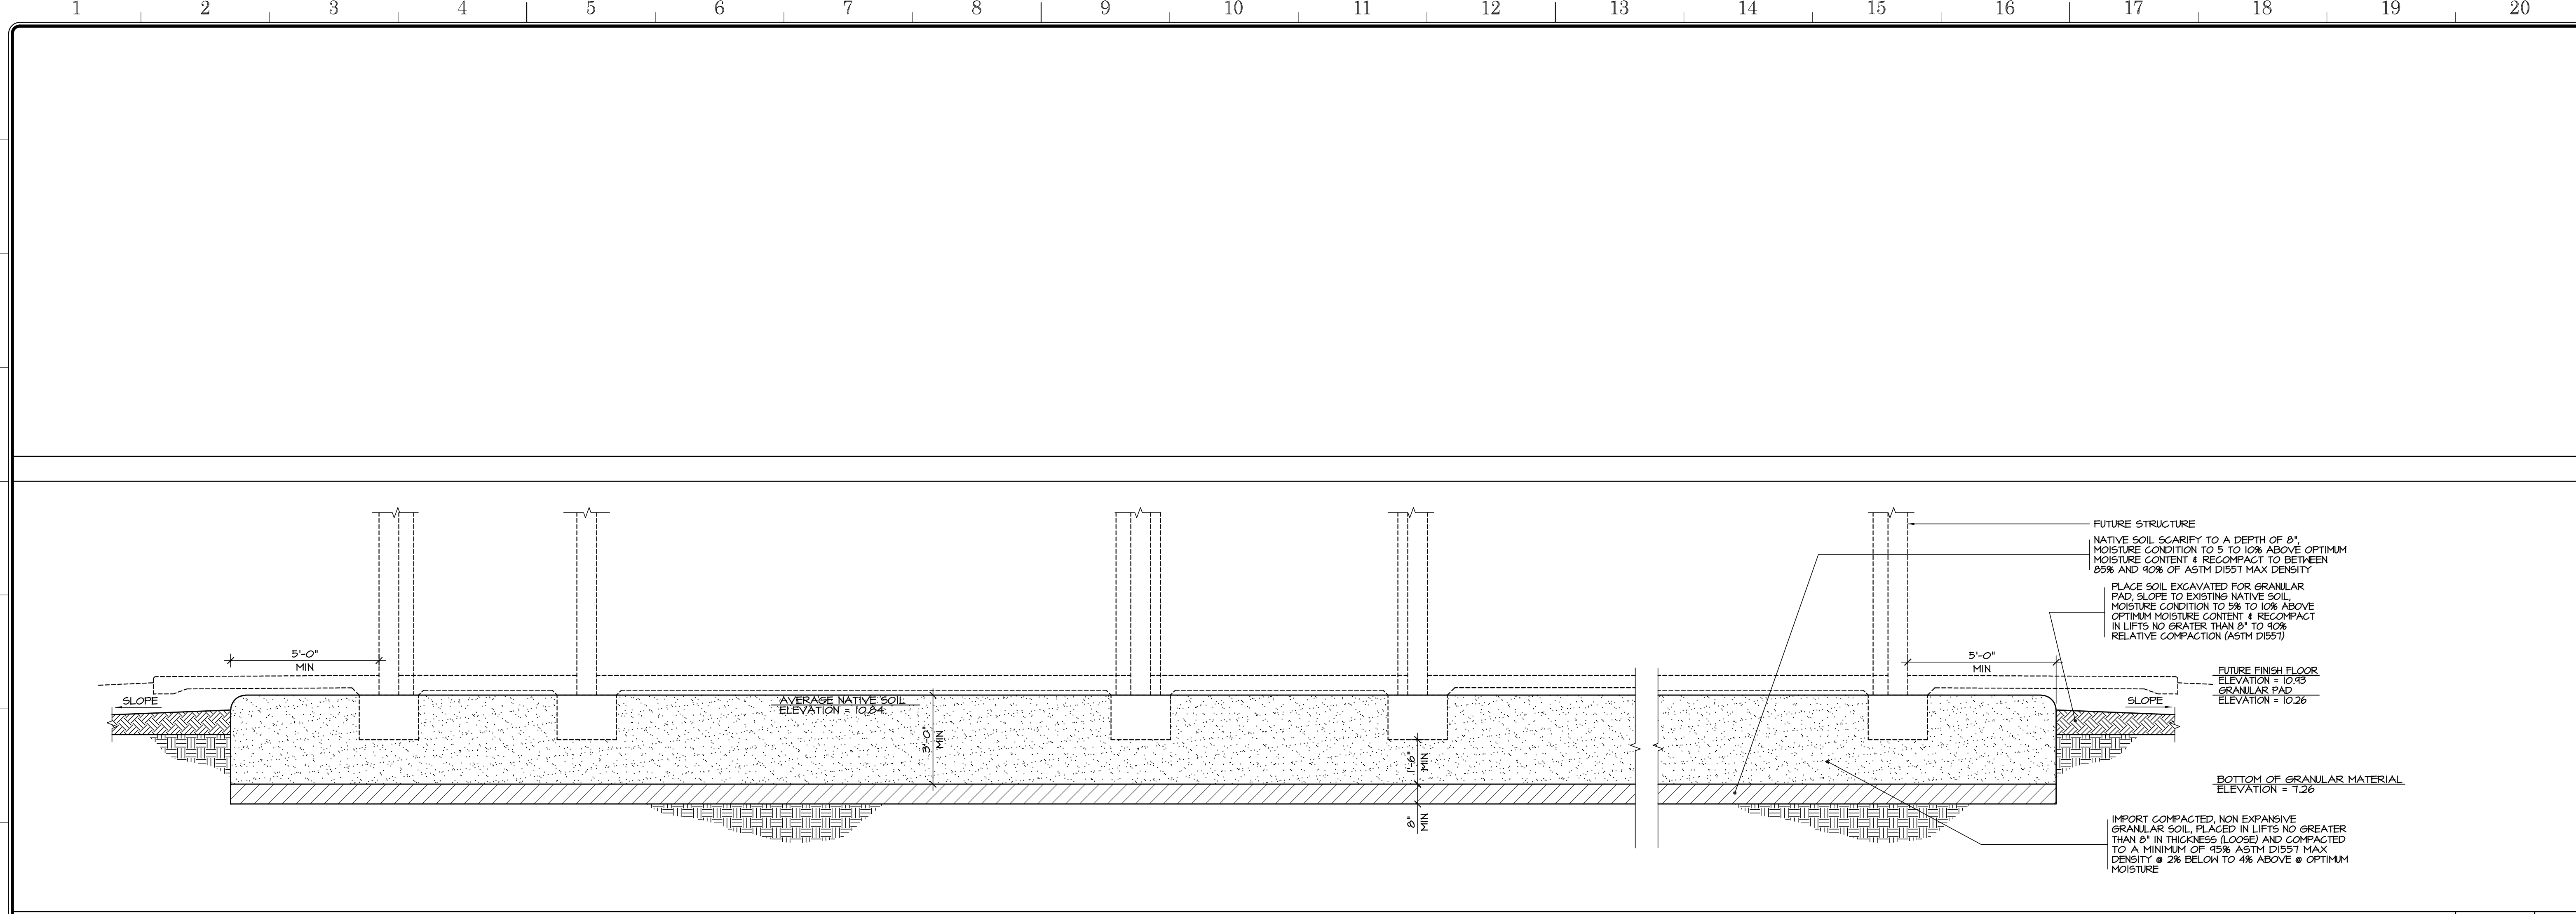 1 2 3 4 5 6 7 8 9 10 11 12 13 14 15 16 17 18 19 20
FUTURE STRUCTURE
NATIVE SOIL SCARIFY TO A DEPTH OF 8",
MOISTURE CONDITION TO 5 TO 10% ABOVE OPTIMUM
MOISTURE CONTENT & RECOMPACT TO BETWEEN
85% AND 90% OF ASTM D1557 MAX DENSITY
PLACE SOIL EXCAVATED FOR GRANULAR
PAD, SLOPE TO EXISTING NATIVE SOIL,
MOISTURE CONDITION TO 5% TO 10% ABOVE
OPTIMUM MOISTURE CONTENT & RECOMPACT
IN LIFTS NO GRATER THAN 8" TO 90%
RELATIVE COMPACTION (ASTM D1557)
5'-0"
MIN
5'-0"
MIN
FUTURE FINISH FLOOR
ELEVATION = 10.93
GRANULAR PAD
ELEVATION = 10.26
SLOPE
AVERAGE NATIVE SOIL
ELEVATION = 10.84
SLOPE
3'-0"
MIN
1'-6"
MIN
8"
MIN
BOTTOM OF GRANULAR MATERIAL
ELEVATION = 7.26
IMPORT COMPACTED, NON EXPANSIVE
GRANULAR SOIL, PLACED IN LIFTS NO GREATER
THAN 8" IN THICKNESS (LOOSE) AND COMPACTED
TO A MINIMUM OF 95% ASTM D1557 MAX
DENSITY @ 2% BELOW TO 4% ABOVE @ OPTIMUM
MOISTURE